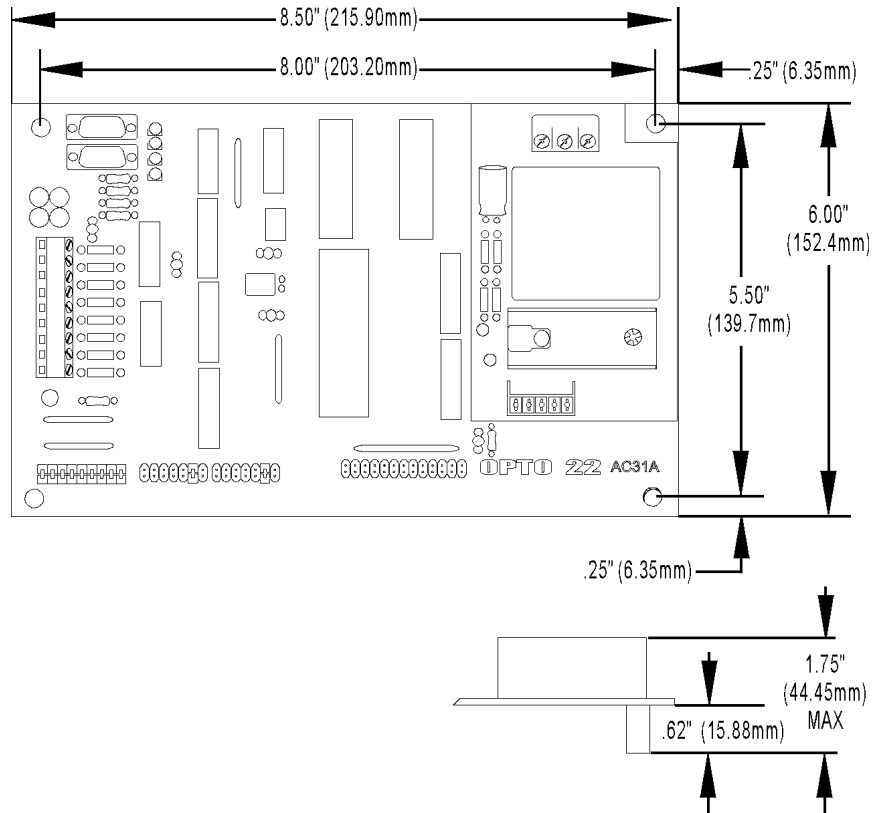 8.50" (215.90mm)
8.00" (203.20mm)
.25" (6.35mm)
6.00"
(152.4mm)
5.50"
(139.7mm)
OPTO 22 AC31A
.25" (6.35mm)
1.75"
(44.45mm)
MAX
.62" (15.88mm)